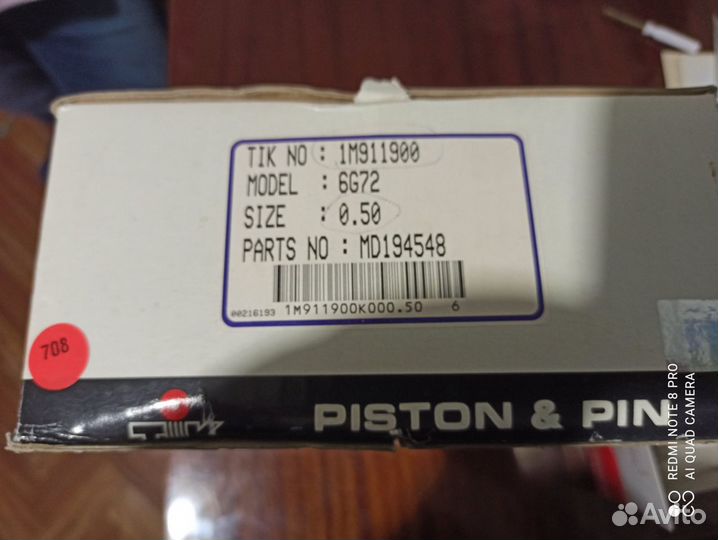 TIK NO : 1M911900
MODEL : 6G72
SIZE : 0.50
PARTS NO : MD194548
00216193 1M911900K000.50 6
708
TIK
PISTON & PIN
REDMI NOTE 8 PRO
AI QUAD CAMERA
Avito